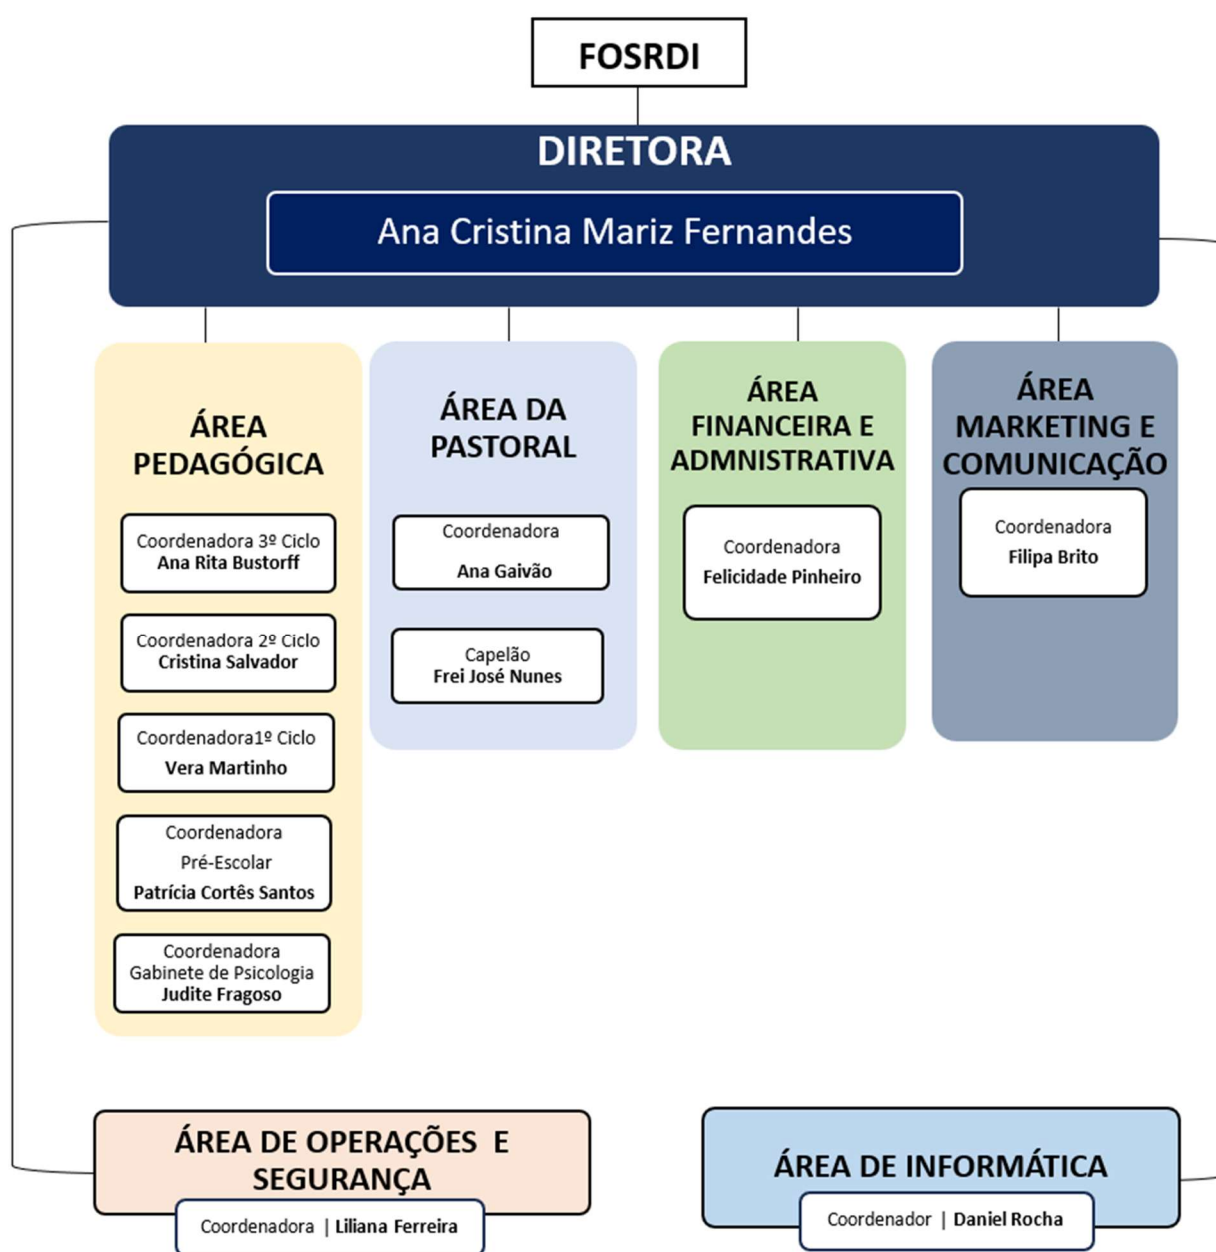 FOSRDI
DIRETORA
Ana Cristina Mariz Fernandes
ÁREA
PEDAGÓGICA
Coordenadora 3º Ciclo
Ana Rita Bustorff
Coordenadora 2º Ciclo
Cristina Salvador
Coordenadora1º Ciclo
Vera Martinho
Coordenadora
Pré-Escolar
Patrícia Cortês Santos
Coordenadora
Gabinete de Psicologia
Judite Fragoso
ÁREA DA
PASTORAL
Coordenadora
Ana Gaivão
Capelão
Frei José Nunes
ÁREA
FINANCEIRA E
ADMNISTRATIVA
Coordenadora
Felicidade Pinheiro
ÁREA
MARKETING E
COMUNICAÇÃO
Coordenadora
Filipa Brito
ÁREA DE OPERAÇÕES E
SEGURANÇA
Coordenadora | Liliana Ferreira
ÁREA DE INFORMÁTICA
Coordenador | Daniel Rocha